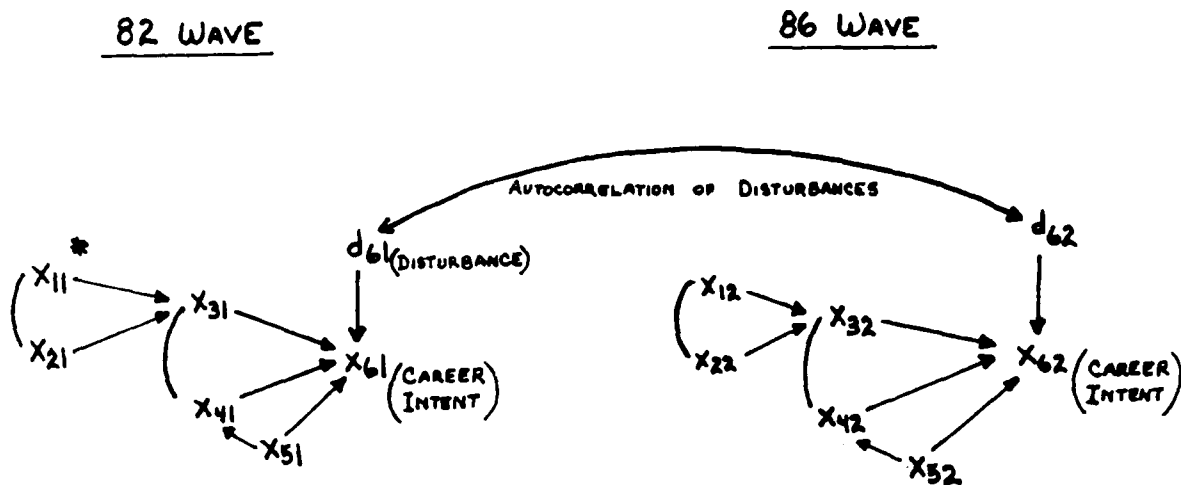 82 WAVE
86 WAVE
AUTOCORRELATION OF DISTURBANCES
d61 (DISTURBANCE)
d62
*
X11
X21
X31
X41
X51
X61 (CAREER
INTENT)
X12
X22
X32
X42
X52
X62 (CAREER
INTENT)